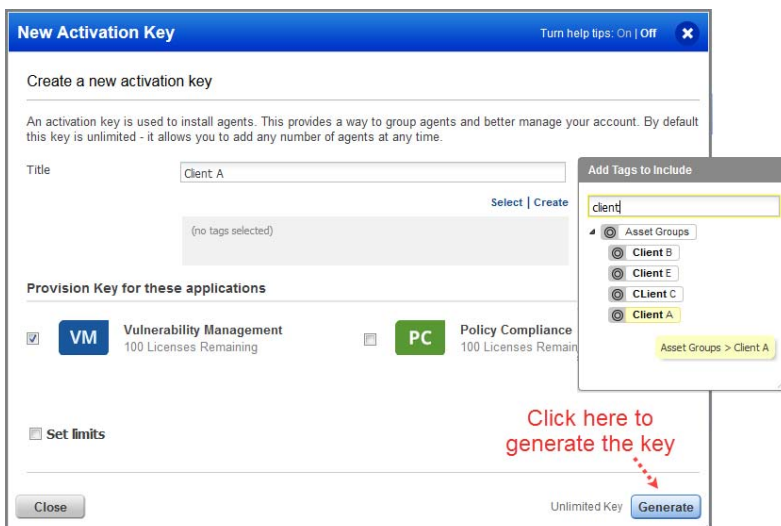 New Activation Key
Turn help tips: On | Off
Create a new activation key
An activation key is used to install agents. This provides a way to group agents and better manage your account. By default
this key is unlimited - it allows you to add any number of agents at any time.
Title
Client A
Select | Create
(no tags selected)
Add Tags to Include
client
Asset Groups
Client B
Client E
CLient C
Client A
Asset Groups > Client A
Provision Key for these applications
VM
Vulnerability Management
100 Licenses Remaining
PC
Policy Compliance
100 Licenses Remain
Set limits
Click here to
generate the key
Close
Unlimited Key
Generate